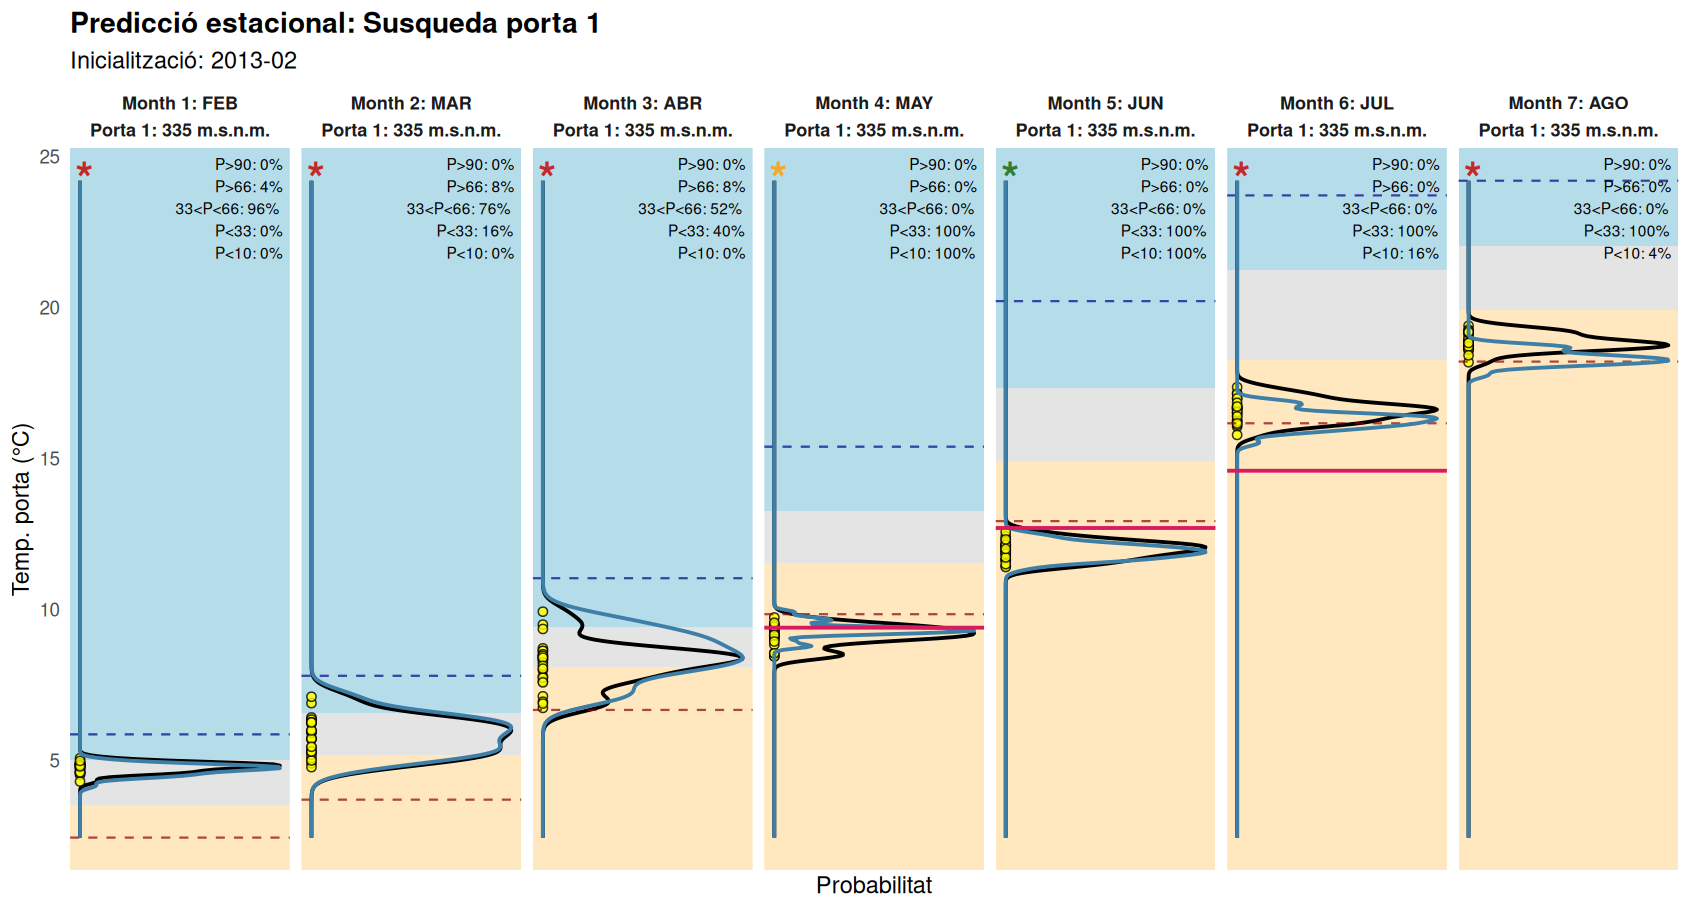 Predicció estacional: Susqueda porta 1
Inicialització: 2013-02
Month 1: FEB
Porta 1: 335 m.s.n.m.
Month 2: MAR
Porta 1: 335 m.s.n.m.
Month 3: ABR
Porta 1: 335 m.s.n.m.
Month 4: MAY
Porta 1: 335 m.s.n.m.
Month 5: JUN
Porta 1: 335 m.s.n.m.
Month 6: JUL
Porta 1: 335 m.s.n.m.
Month 7: AGO
Porta 1: 335 m.s.n.m.
*
P>90: 0%
P>66: 4%
33<P<66: 96%
P<33: 0%
P<10: 0%
*
P>90: 0%
P>66: 8%
33<P<66: 76%
P<33: 16%
P<10: 0%
*
P>90: 0%
P>66: 8%
33<P<66: 52%
P<33: 40%
P<10: 0%
*
P>90: 0%
P>66: 0%
33<P<66: 0%
P<33: 100%
P<10: 100%
*
P>90: 0%
P>66: 0%
33<P<66: 0%
P<33: 100%
P<10: 100%
*
P>90: 0%
P>66: 0%
33<P<66: 0%
P<33: 100%
P<10: 16%
*
P>90: 0%
P>66: 0%
33<P<66: 0%
P<33: 100%
P<10: 4%
25
20
15
10
5
Temp. porta (°C)
Probabilitat